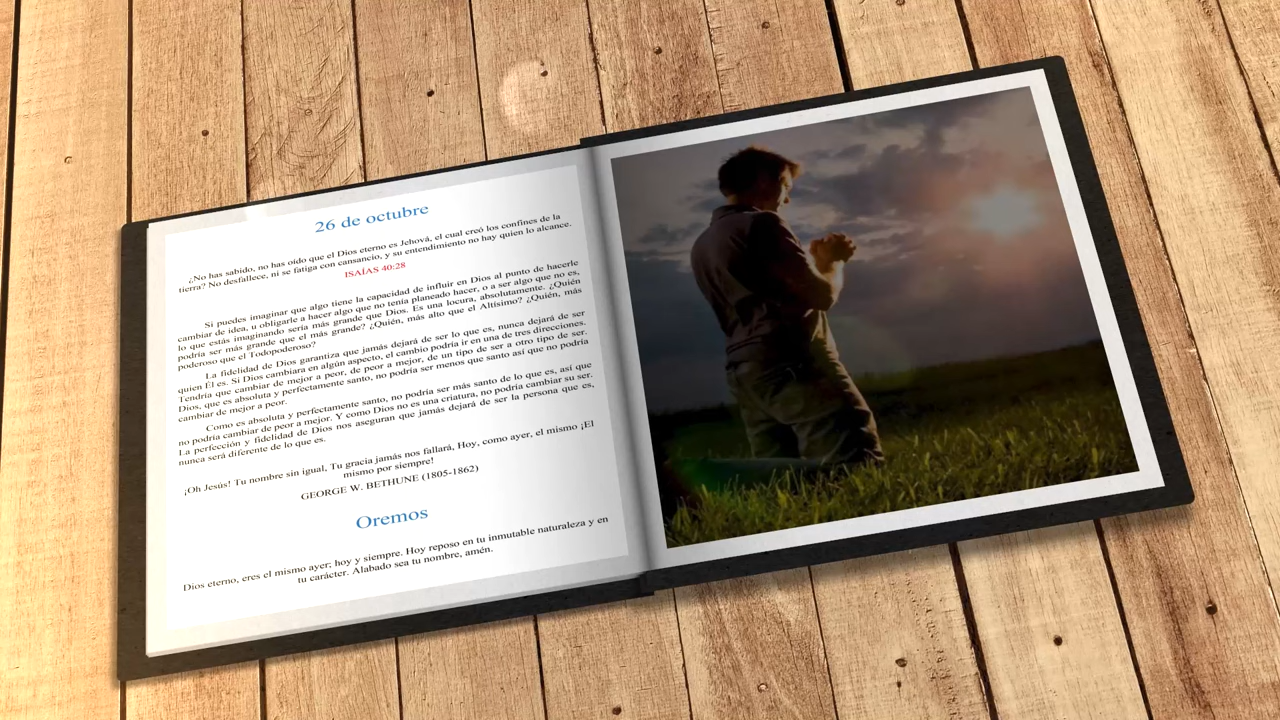 26 de octubre
¿No has sabido, no has oído que el Dios eterno es Jehová, el cual creó los confines de la
tierra? No desfallece, ni se fatiga con cansancio, y su entendimiento no hay quien lo alcance.
ISAÍAS 40:28
Si puedes imaginar que algo tiene la capacidad de influir en Dios al punto de hacerle
cambiar de idea, u obligarle a hacer algo que no tenía planeado hacer, o a ser algo que no es,
lo que estás imaginando sería más grande que Dios. Es una locura, absolutamente. ¿Quién
podría ser más grande que el más grande? ¿Quién, más alto que el Altísimo? ¿Quién, más
poderoso que el Todopoderoso?
La fidelidad de Dios garantiza que jamás dejará de ser lo que es, nunca dejará de ser
quien Él es. Si Dios cambiara en algún aspecto, el cambio podría ir en una de tres direcciones.
Tendría que cambiar de mejor a peor, de peor a mejor, de un tipo de ser a otro tipo de ser.
Dios, que es absoluta y perfectamente santo, no podría ser menos que santo así que no podría
cambiar de mejor a peor.
Como es absoluta y perfectamente santo, no podría ser más santo de lo que es, así que
no podría cambiar de peor a mejor. Y como Dios no es una criatura, no podría cambiar su ser.
La perfección y fidelidad de Dios nos aseguran que jamás dejará de ser la persona que es,
nunca será diferente de lo que es.
¡Oh Jesús! Tu nombre sin igual, Tu gracia jamás nos fallará, Hoy, como ayer, el mismo ¡El
mismo por siempre!
GEORGE W. BETHUNE (1805-1862)
Oremos
Dios eterno, eres el mismo ayer; hoy y siempre. Hoy reposo en tu inmutable naturaleza y en
tu carácter. Alabado sea tu nombre, amén.